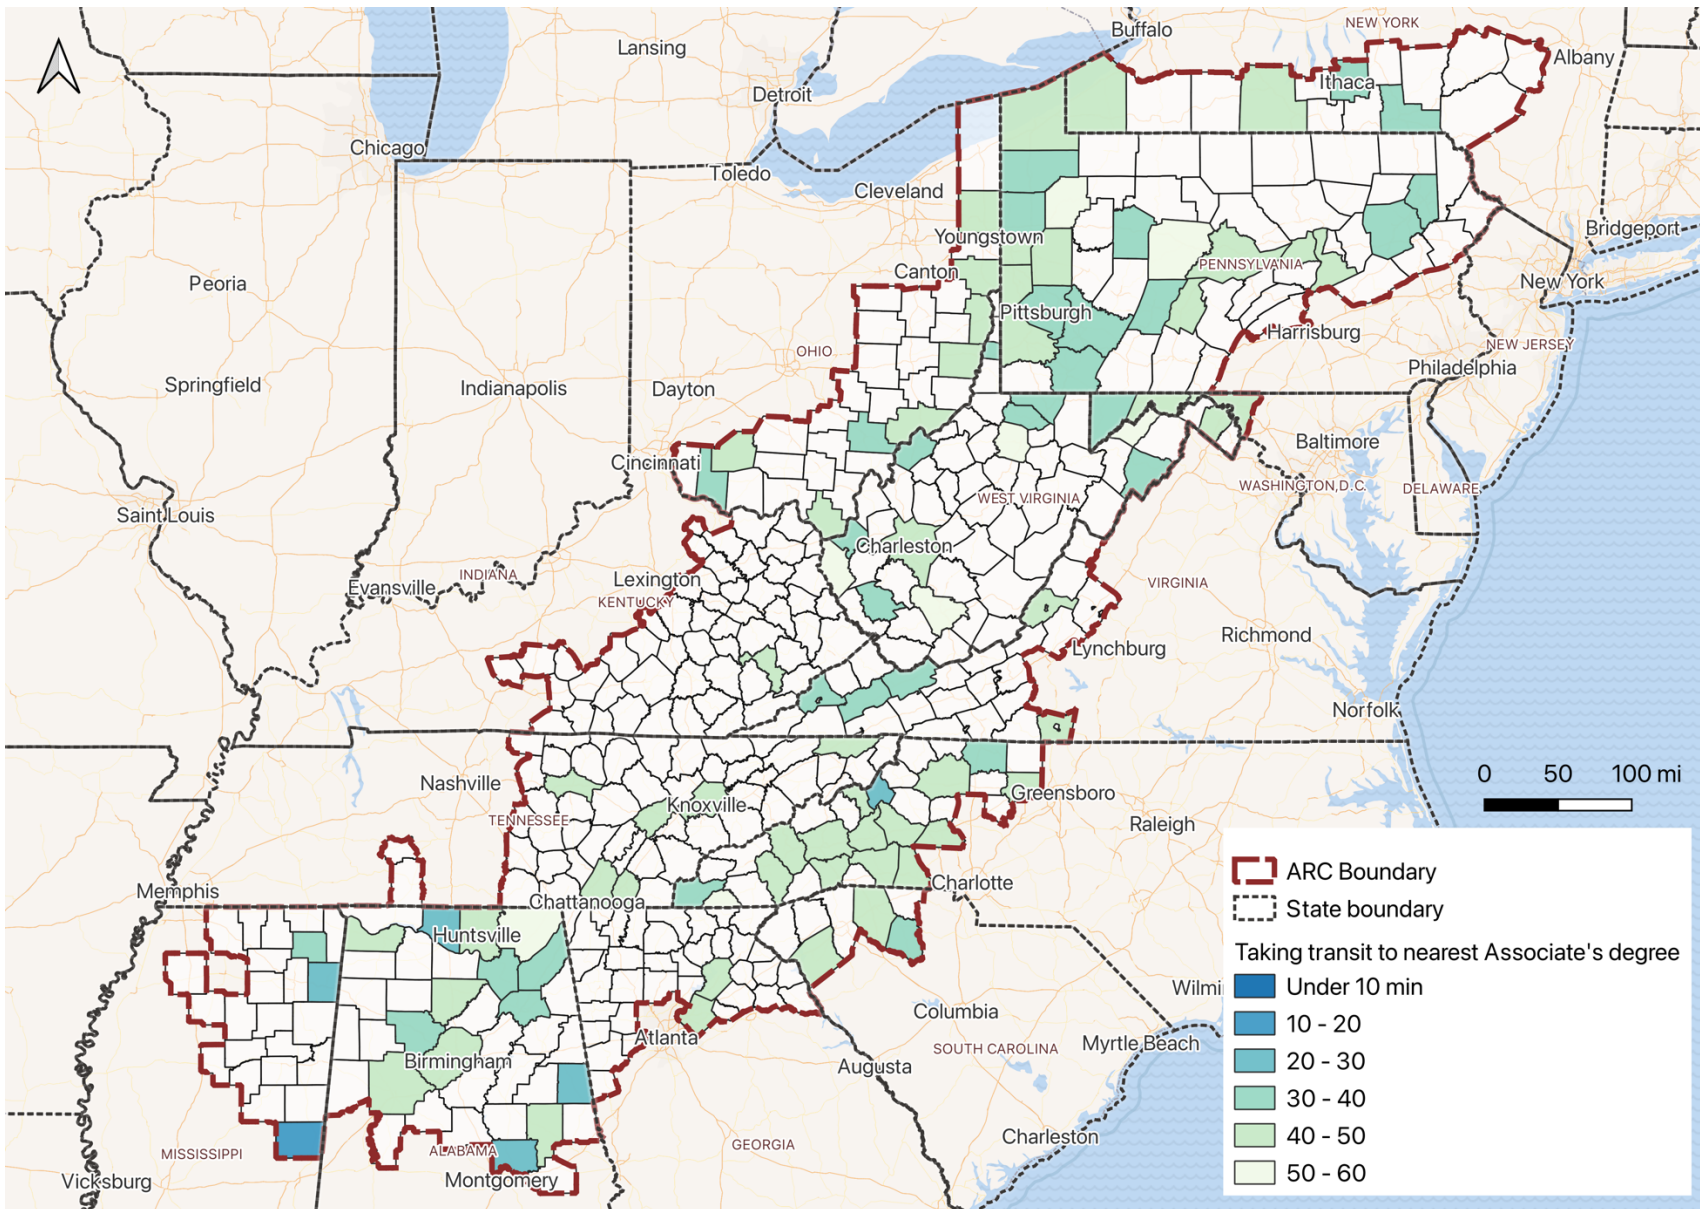 NEW YORK
Buffalo
Lansing
Albany
Detroit
Ithaca
Chicago
Toledo
Cleveland
Bridgeport
Youngstown
PENNSYLVANIA
Canton
Peoria
New York
Pittsburgh
Harrisburg
NEW JERSEY
OHIO
Philadelphia
Springfield
Indianapolis
Dayton
Baltimore
Cincinnati
WASHINGTON,D.C.
DELAWARE
WEST VIRGINIA
Saint Louis
Charleston
Lexington
INDIANA
VIRGINIA
Evansville
KENTUCKY
Richmond
Lynchburg
Norfolk
0 50 100 mi
Nashville
Greensboro
Knoxville
TENNESSEE
Raleigh
Memphis
Charlotte
Chattanooga
Huntsville
Wilmi
Columbia
Atlanta
SOUTH CAROLINA
Myrtle Beach
Birmingham
Augusta
Charleston
GEORGIA
MISSISSIPPI
ALABAMA
Vicksburg
Montgomery
ARC Boundary
State boundary
Taking transit to nearest Associate's degree
Under 10 min
10 - 20
20 - 30
30 - 40
40 - 50
50 - 60